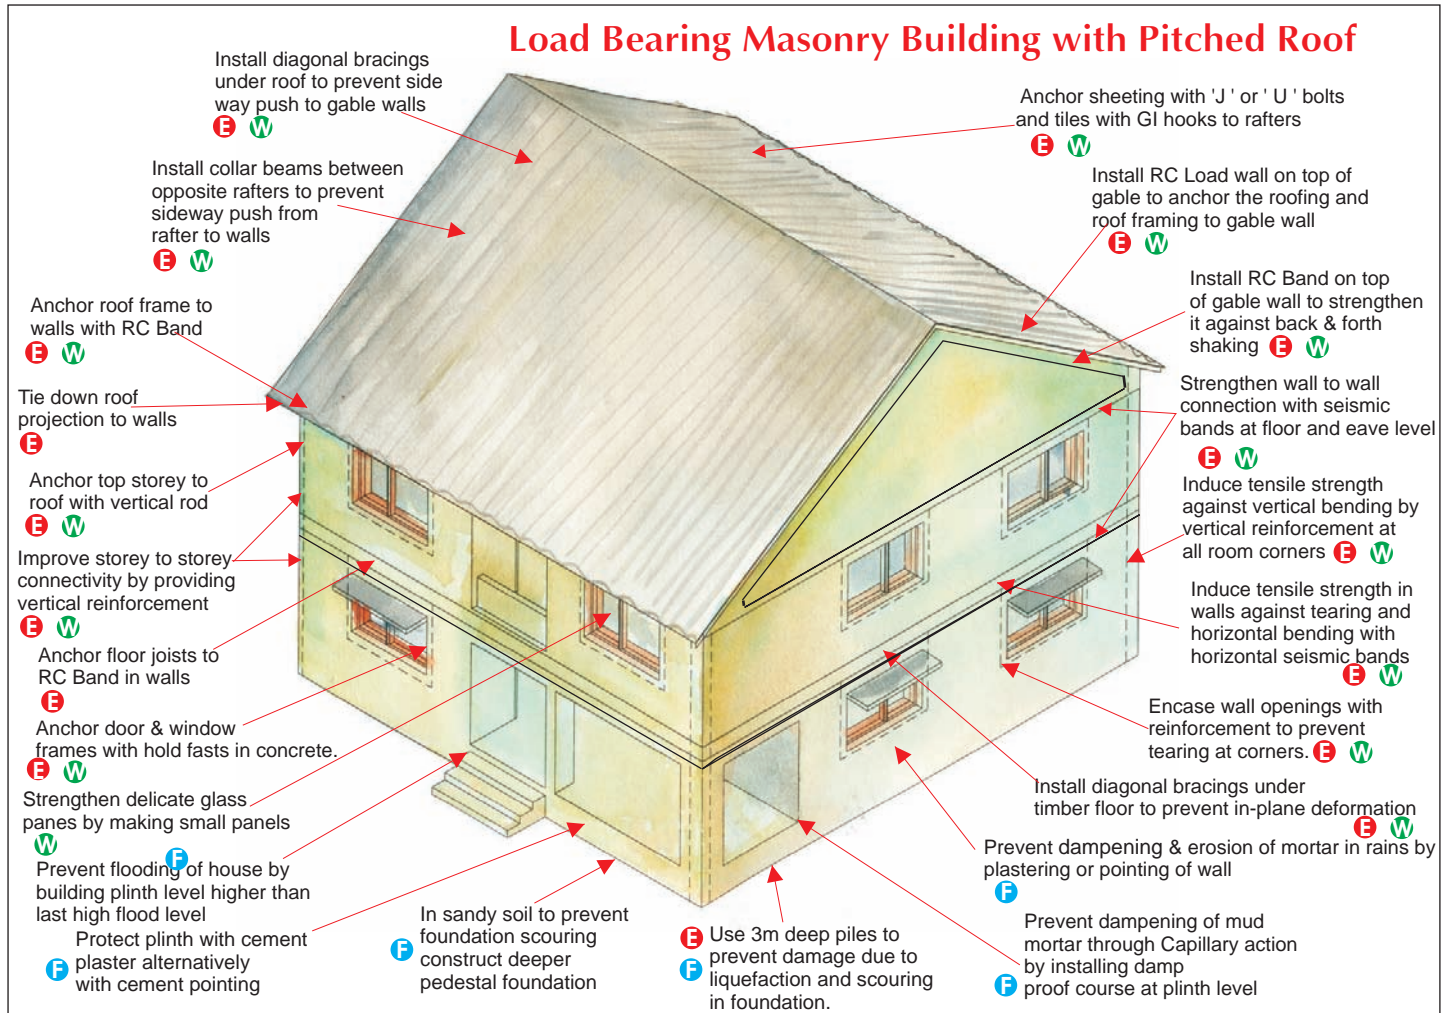 Load Bearing Masonry Building with Pitched Roof
Install diagonal bracings
under roof to prevent side
way push to gable walls
E W
Install collar beams between
opposite rafters to prevent
sideway push from
rafter to walls
E W
Anchor roof frame to
walls with RC Band
E W
Tie down roof
projection to walls
E
Anchor top storey to
roof with vertical rod
E W
Improve storey to storey
connectivity by providing
vertical reinforcement
E W
Anchor floor joists to
RC Band in walls
E
Anchor door & window
frames with hold fasts in concrete.
E W
Strengthen delicate glass
panes by making small panels
W
F
Prevent flooding of house by
building plinth level higher than
last high flood level
Protect plinth with cement
F plaster alternatively
with cement pointing
In sandy soil to prevent
F foundation scouring
construct deeper
pedestal foundation
E Use 3m deep piles to
F prevent damage due to
liquefaction and scouring
in foundation.
Anchor sheeting with 'J ' or ' U ' bolts
and tiles with GI hooks to rafters
E W
Install RC Load wall on top of
gable to anchor the roofing and
roof framing to gable wall
E W
Install RC Band on top
of gable wall to strengthen
it against back & forth
shaking E W
Strengthen wall to wall
connection with seismic
bands at floor and eave level
E W
Induce tensile strength
against vertical bending by
vertical reinforcement at
all room corners E W
Induce tensile strength in
walls against tearing and
horizontal bending with
horizontal seismic bands
E W
Encase wall openings with
reinforcement to prevent
tearing at corners. E W
Install diagonal bracings under
timber floor to prevent in-plane deformation
E W
Prevent dampening & erosion of mortar in rains by
plastering or pointing of wall
F
Prevent dampening of mud
mortar through Capillary action
by installing damp
F proof course at plinth level